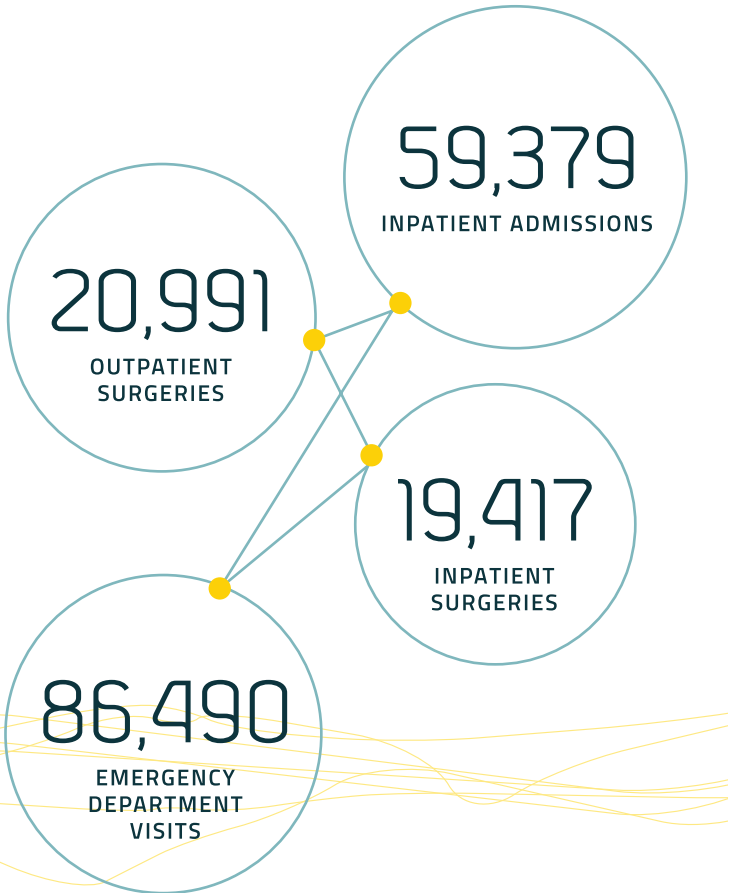 59,379
INPATIENT ADMISSIONS
20,991
OUTPATIENT
SURGERIES
19,417
INPATIENT
SURGERIES
86,490
EMERGENCY
DEPARTMENT
VISITS